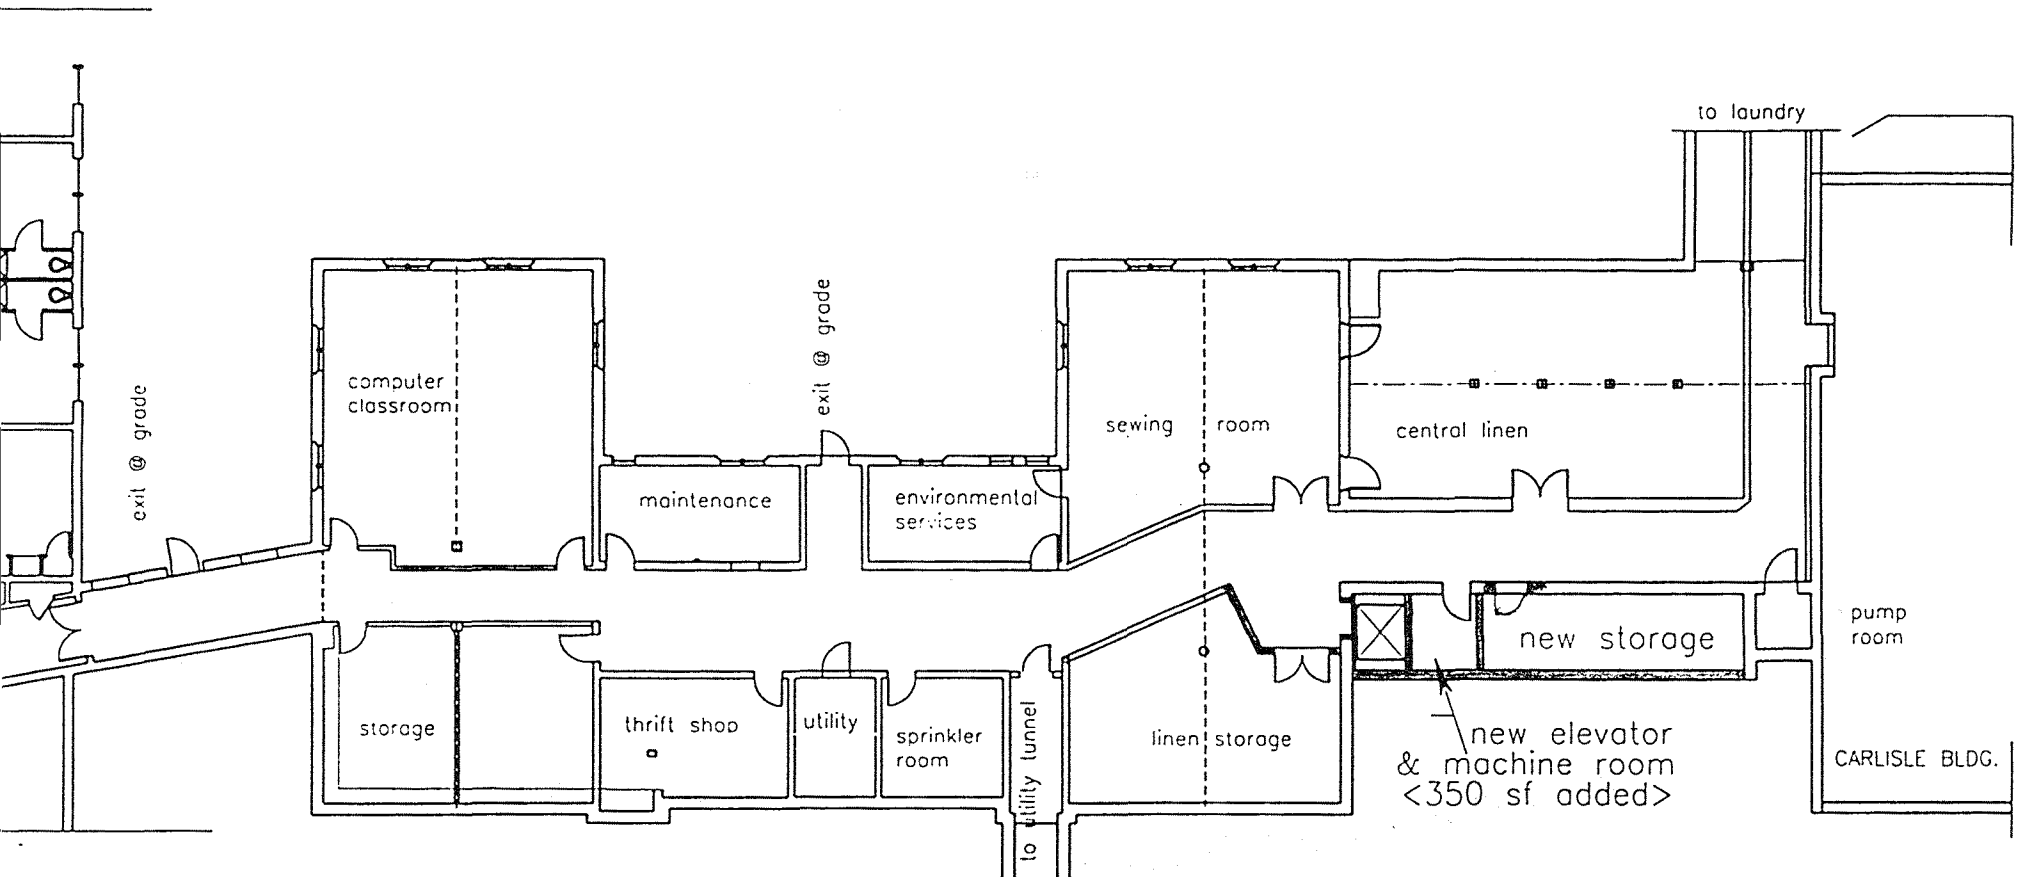 to laundry
exit @ grade
exit @ grade
computer
classroom
maintenance
environmental
services
sewing room
central linen
storage
thrift shop
utility
sprinkler
room
to utility tunnel
linen storage
new storage
pump
room
new elevator
& machine room
<350 sf added>
CARLISLE BLDG.